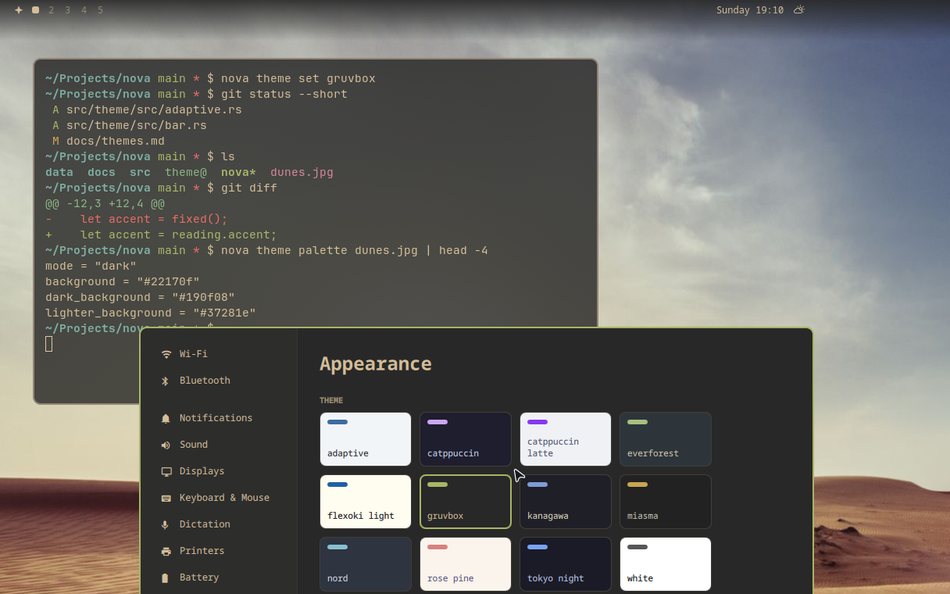 2 3 4 5
Sunday 19:10
~/Projects/nova main * $ nova theme set gruvbox
~/Projects/nova main * $ git status --short
A src/theme/src/adaptive.rs
A src/theme/src/bar.rs
M docs/themes.md
~/Projects/nova main * $ ls
data docs src theme@ nova* dunes.jpg
~/Projects/nova main * $ git diff
@@ -12,3 +12,4 @@
-    let accent = fixed();
+    let accent = reading.accent;
~/Projects/nova main * $ nova theme palette dunes.jpg | head -4
mode = "dark"
background = "#22170f"
dark_background = "#190f08"
lighter_background = "#37281e"
~/Projects/nova main * $
Wi-Fi
Bluetooth
Notifications
Sound
Displays
Keyboard & Mouse
Dictation
Printers
Battery
Appearance
THEME
adaptive
catppuccin
catppuccin
latte
everforest
flexoki light
gruvbox
kanagawa
miasma
nord
rose pine
tokyo night
white